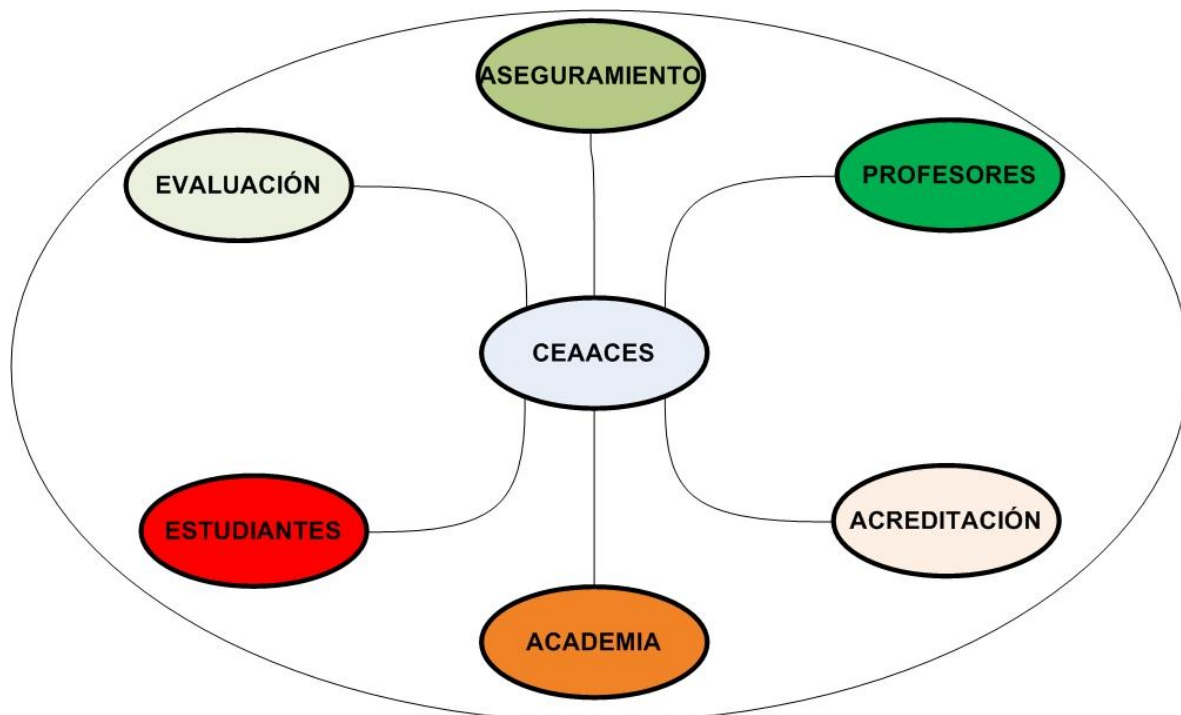 ASEGURAMIENTO
EVALUACIÓN
PROFESORES
CEAACES
ESTUDIANTES
ACREDITACIÓN
ACADEMIA